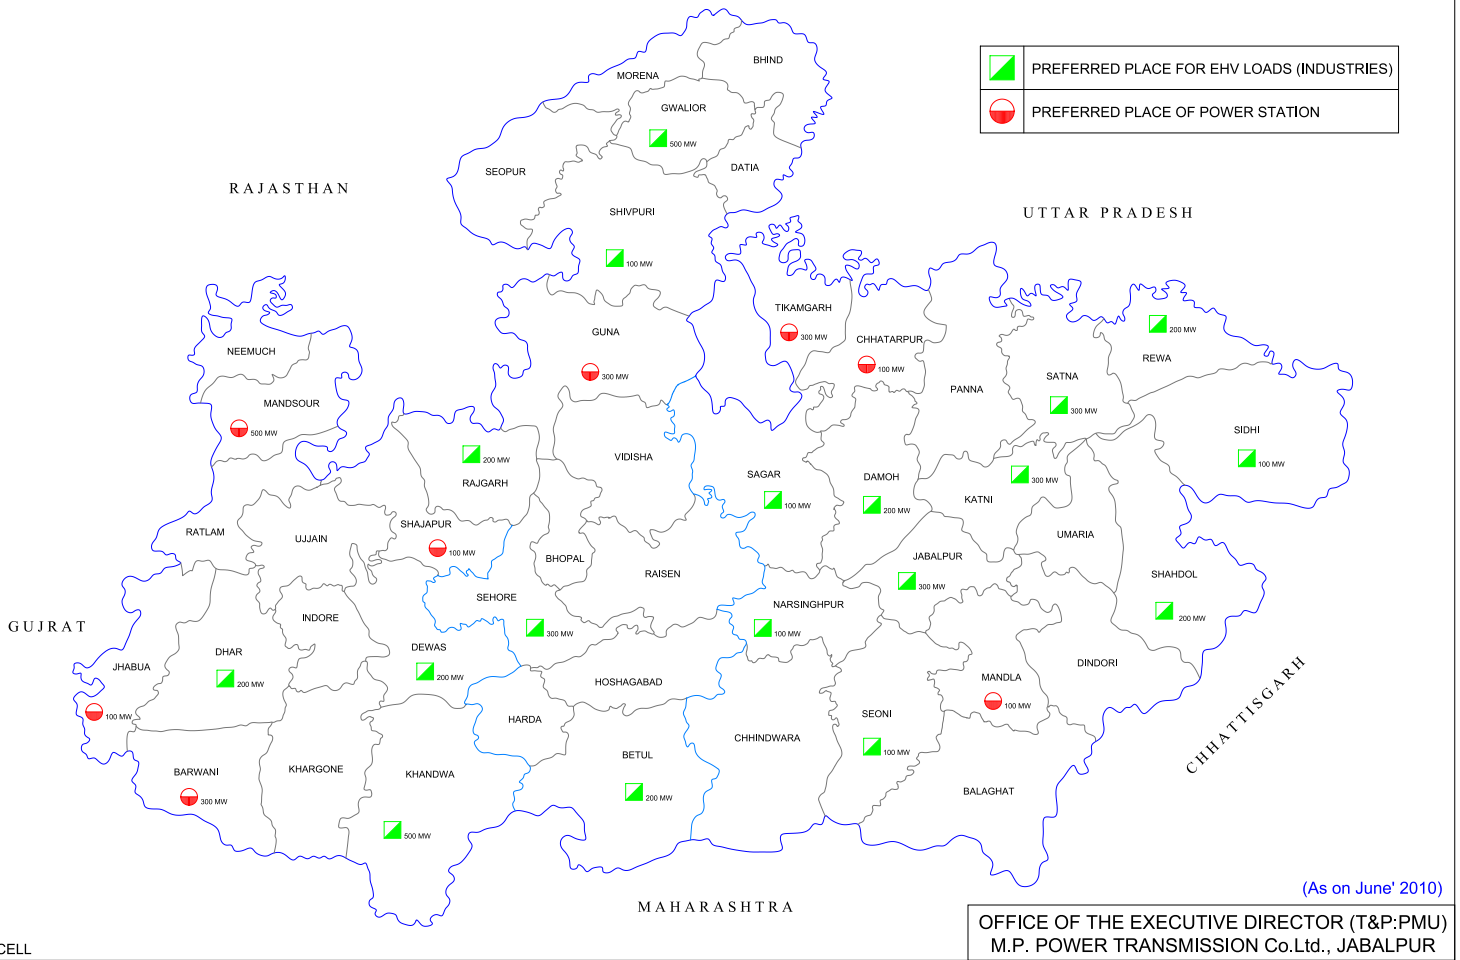 BHIND
MORENA
PREFERRED PLACE FOR EHV LOADS (INDUSTRIES)
PREFERRED PLACE OF POWER STATION
GWALIOR
500 MW
DATIA
SEOPUR
RAJASTHAN
SHIVPURI
UTTAR PRADESH
100 MW
TIKAMGARH
300 MW
GUNA
300 MW
CHHATARPUR
100 MW
200 MW
REWA
NEEMUCH
MANDSOUR
500 MW
PANNA
SATNA
300 MW
SIDHI
100 MW
200 MW
RAJGARH
VIDISHA
SAGAR
100 MW
DAMOH
200 MW
300 MW
KATNI
RATLAM
UJJAIN
SHAJAPUR
100 MW
BHOPAL
RAISEN
JABALPUR
300 MW
UMARIA
SHAHDOL
200 MW
SEHORE
300 MW
NARSINGHPUR
100 MW
GUJRAT
INDORE
DEWAS
200 MW
JHABUA
100 MW
DHAR
200 MW
HOSHAGABAD
HARDA
MANDLA
100 MW
DINDORI
CHHATTISGARH
SEONI
100 MW
CHHINDWARA
BETUL
200 MW
BARWANI
300 MW
KHARGONE
KHANDWA
500 MW
BALAGHAT
MAHARASHTRA
(As on June' 2010)
OFFICE OF THE EXECUTIVE DIRECTOR (T&P:PMU)
M.P. POWER TRANSMISSION Co.Ltd., JABALPUR
CELL